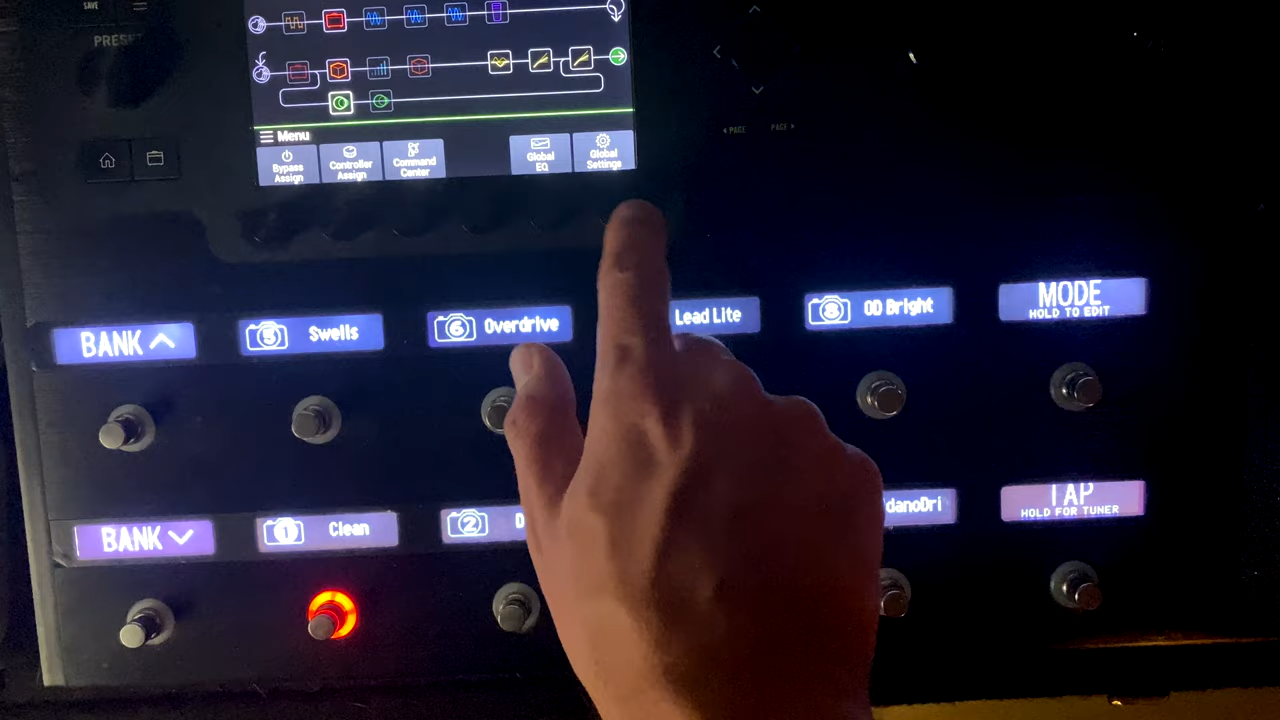 SAVE
PRESET
Menu
Bypass
Assign
Controller
Assign
Command
Center
Global
EQ
Global
Settings
PAGE
PAGE
BANK
5 Swells
6 Overdrive
Lead Lite
8 OD Bright
MODE
HOLD TO EDIT
BANK
1 Clean
2 D
danoDri
TAP
HOLD FOR TUNER